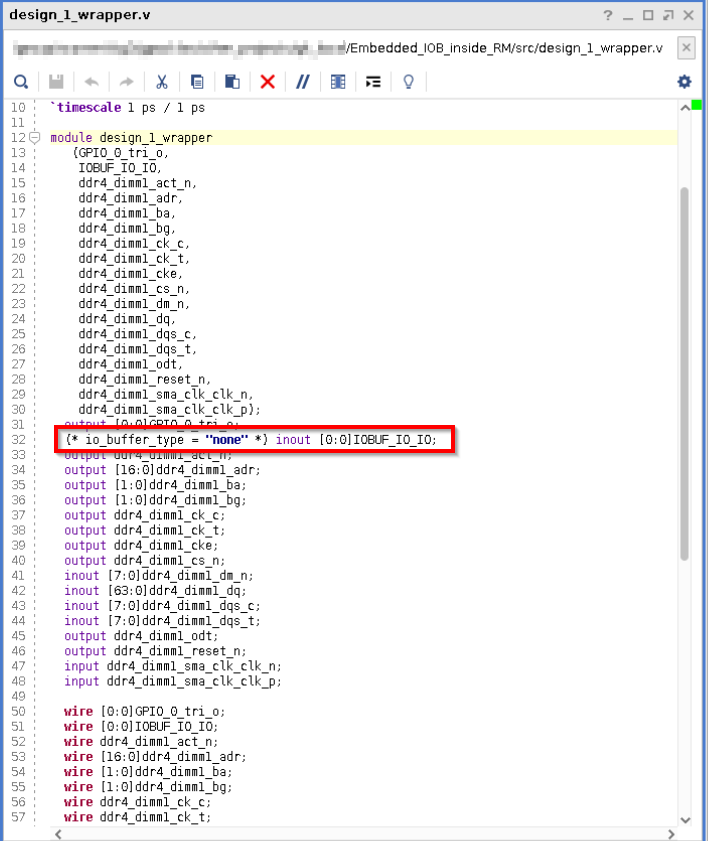 design_1_wrapper.v
? _ X
/Embedded_IOB_inside_RM/src/design_1_wrapper.v
10 `timescale 1 ps / 1 ps
11
12 module design_1_wrapper
13 (GPIO_0_tri_o,
14 IOBUF_IO_IO,
15 ddr4_dimm1_act_n,
16 ddr4_dimm1_adr,
17 ddr4_dimm1_ba,
18 ddr4_dimm1_bg,
19 ddr4_dimm1_ck_c,
20 ddr4_dimm1_ck_t,
21 ddr4_dimm1_cke,
22 ddr4_dimm1_cs_n,
23 ddr4_dimm1_dm_n,
24 ddr4_dimm1_dq,
25 ddr4_dimm1_dqs_c,
26 ddr4_dimm1_dqs_t,
27 ddr4_dimm1_odt,
28 ddr4_dimm1_reset_n,
29 ddr4_dimm1_sma_clk_clk_n,
30 ddr4_dimm1_sma_clk_clk_p);
31 output [0:0]GPIO_0_tri_o;
32 (* io_buffer_type = "none" *) inout [0:0]IOBUF_IO_IO;
33 output ddr4_dimm1_act_n;
34 output [16:0]ddr4_dimm1_adr;
35 output [1:0]ddr4_dimm1_ba;
36 output [1:0]ddr4_dimm1_bg;
37 output ddr4_dimm1_ck_c;
38 output ddr4_dimm1_ck_t;
39 output ddr4_dimm1_cke;
40 output ddr4_dimm1_cs_n;
41 inout [7:0]ddr4_dimm1_dm_n;
42 inout [63:0]ddr4_dimm1_dq;
43 inout [7:0]ddr4_dimm1_dqs_c;
44 inout [7:0]ddr4_dimm1_dqs_t;
45 output ddr4_dimm1_odt;
46 output ddr4_dimm1_reset_n;
47 input ddr4_dimm1_sma_clk_clk_n;
48 input ddr4_dimm1_sma_clk_clk_p;
49
50 wire [0:0]GPIO_0_tri_o;
51 wire [0:0]IOBUF_IO_IO;
52 wire ddr4_dimm1_act_n;
53 wire [16:0]ddr4_dimm1_adr;
54 wire [1:0]ddr4_dimm1_ba;
55 wire [1:0]ddr4_dimm1_bg;
56 wire ddr4_dimm1_ck_c;
57 wire ddr4_dimm1_ck_t;